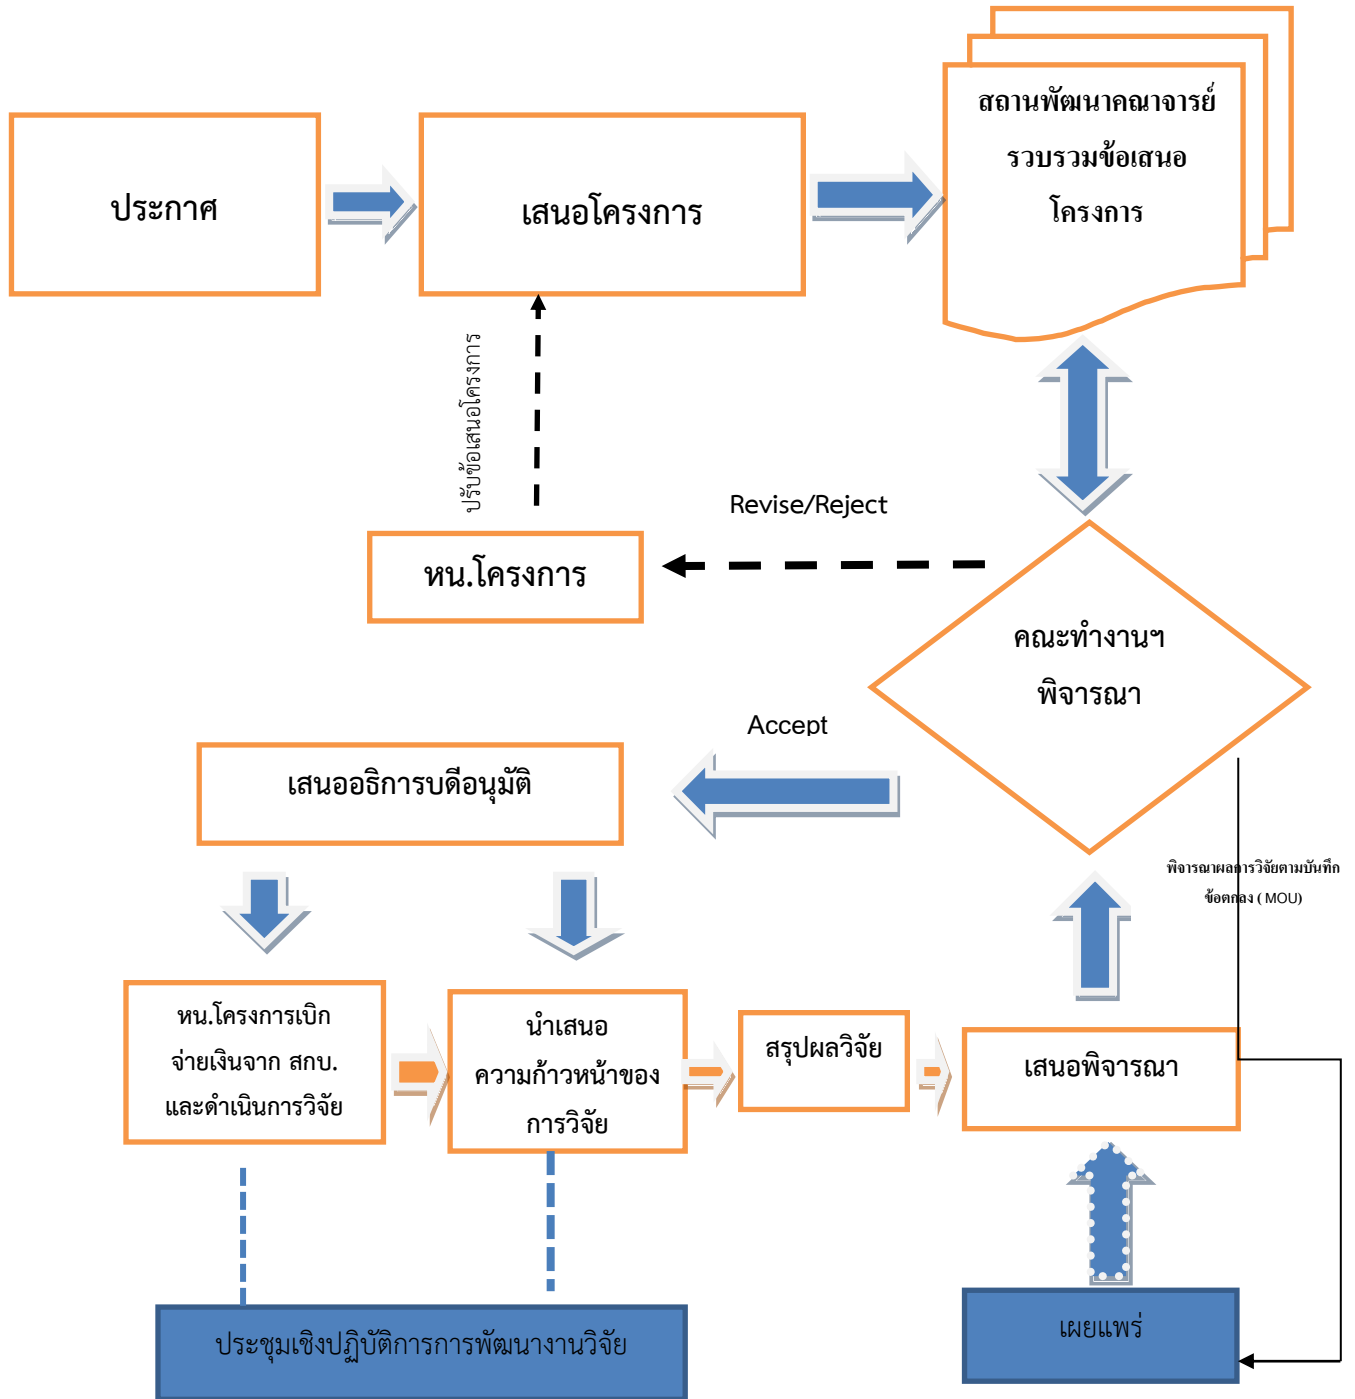 ประกาศ
เสนอโครงการ
สถานพัฒนาคณาจารย์
รวบรวมข้อเสนอ
โครงการ
ปรับข้อเสนอโครงการ
Revise/Reject
หน.โครงการ
คณะทำงานฯ
พิจารณา
Accept
เสนออธิการบดีอนุมัติ
พิจารณาผลการวิจัยตามบันทึก
ข้อตกลง ( MOU)
หน.โครงการเบิก
จ่ายเงินจาก สกบ.
และดำเนินการวิจัย
นำเสนอ
ความก้าวหน้าของ
การวิจัย
สรุปผลวิจัย
เสนอพิจารณา
ประชุมเชิงปฏิบัติการการพัฒนางานวิจัย
เผยแพร่